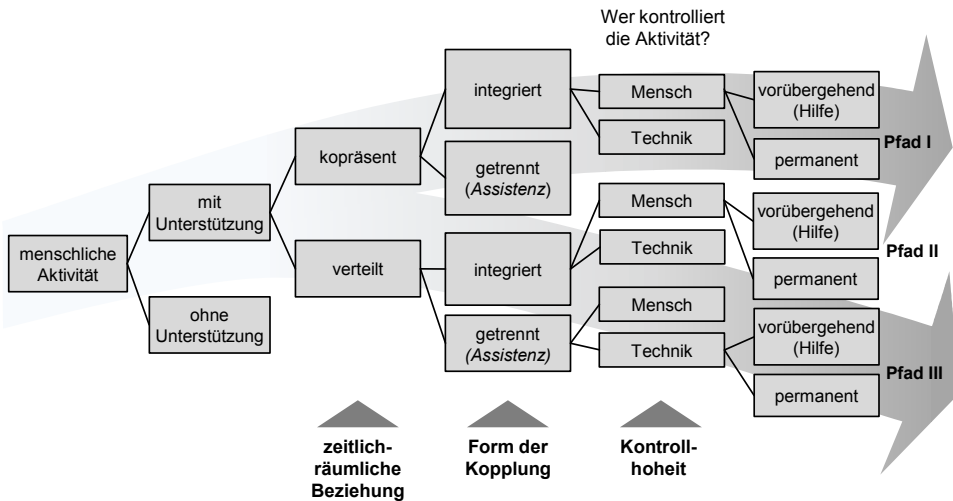 Wer kontrolliert
die Aktivität?
menschliche
Aktivität
mit
Unterstützung
ohne
Unterstützung
kopräsent
verteilt
integriert
getrennt
(Assistenz)
integriert
getrennt
(Assistenz)
Mensch
Technik
Mensch
Technik
Mensch
Technik
vorübergehend
(Hilfe)
permanent
vorübergehend
(Hilfe)
permanent
vorübergehend
(Hilfe)
permanent
Pfad I
Pfad II
Pfad III
zeitlich-
räumliche
Beziehung
Form der
Kopplung
Kontroll-
hoheit